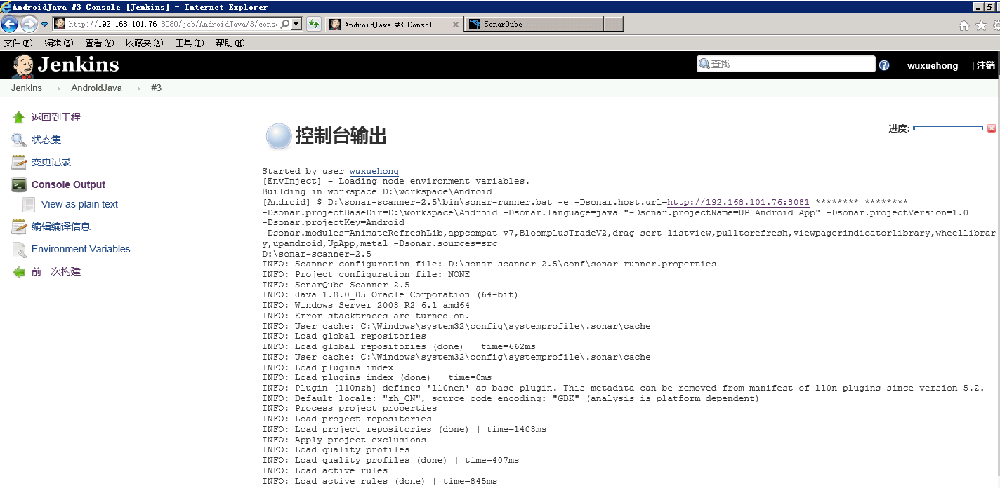 AndroidJava #3 Console [Jenkins] - Internet Explorer
http://192.168.101.76:8080/job/AndroidJava/3/cons
AndroidJava #3 Consol...
SonarQube
文件(F) 编辑(E) 查看(V) 收藏夹(A) 工具(T) 帮助(H)
Jenkins
查找
wuxuehong
| 注销
Jenkins
AndroidJava
#3
返回到工程
状态集
变更记录
Console Output
View as plain text
编辑编译信息
Environment Variables
前一次构建
控制台输出
进度:
Started by user wuxuehong
[EnvInject] - Loading node environment variables.
Building in workspace D:\workspace\Android
[Android] $ D:\sonar-scanner-2.5\bin\sonar-runner.bat -e -Dsonar.host.url=http://192.168.101.76:8081 ******** ********
-Dsonar.projectBaseDir=D:\workspace\Android -Dsonar.language=java "-Dsonar.projectName=UP Android App" -Dsonar.projectVersion=1.0
-Dsonar.projectKey=Android
-Dsonar.modules=AnimateRefreshLib,appcompat_v7,BloomplusTradeV2,drag_sort_listview,pulltorefresh,viewpagerindicatorlibrary,wheellibrar
y,upandroid,UpApp,metal -Dsonar.sources=src
D:\sonar-scanner-2.5
INFO: Scanner configuration file: D:\sonar-scanner-2.5\conf\sonar-runner.properties
INFO: Project configuration file: NONE
INFO: SonarQube Scanner 2.5
INFO: Java 1.8.0_05 Oracle Corporation (64-bit)
INFO: Windows Server 2008 R2 6.1 amd64
INFO: Error stacktraces are turned on.
INFO: User cache: C:\Windows\system32\config\systemprofile\.sonar\cache
INFO: Load global repositories
INFO: Load global repositories (done) | time=662ms
INFO: User cache: C:\Windows\system32\config\systemprofile\.sonar\cache
INFO: Load plugins index
INFO: Load plugins index (done) | time=0ms
INFO: Plugin [l10nzh] defines 'l10nen' as base plugin. This metadata can be removed from manifest of l10n plugins since version 5.2.
INFO: Default locale: "zh_CN", source code encoding: "GBK" (analysis is platform dependent)
INFO: Process project properties
INFO: Load project repositories
INFO: Load project repositories (done) | time=1408ms
INFO: Apply project exclusions
INFO: Load quality profiles
INFO: Load quality profiles (done) | time=407ms
INFO: Load active rules
INFO: Load active rules (done) | time=845ms